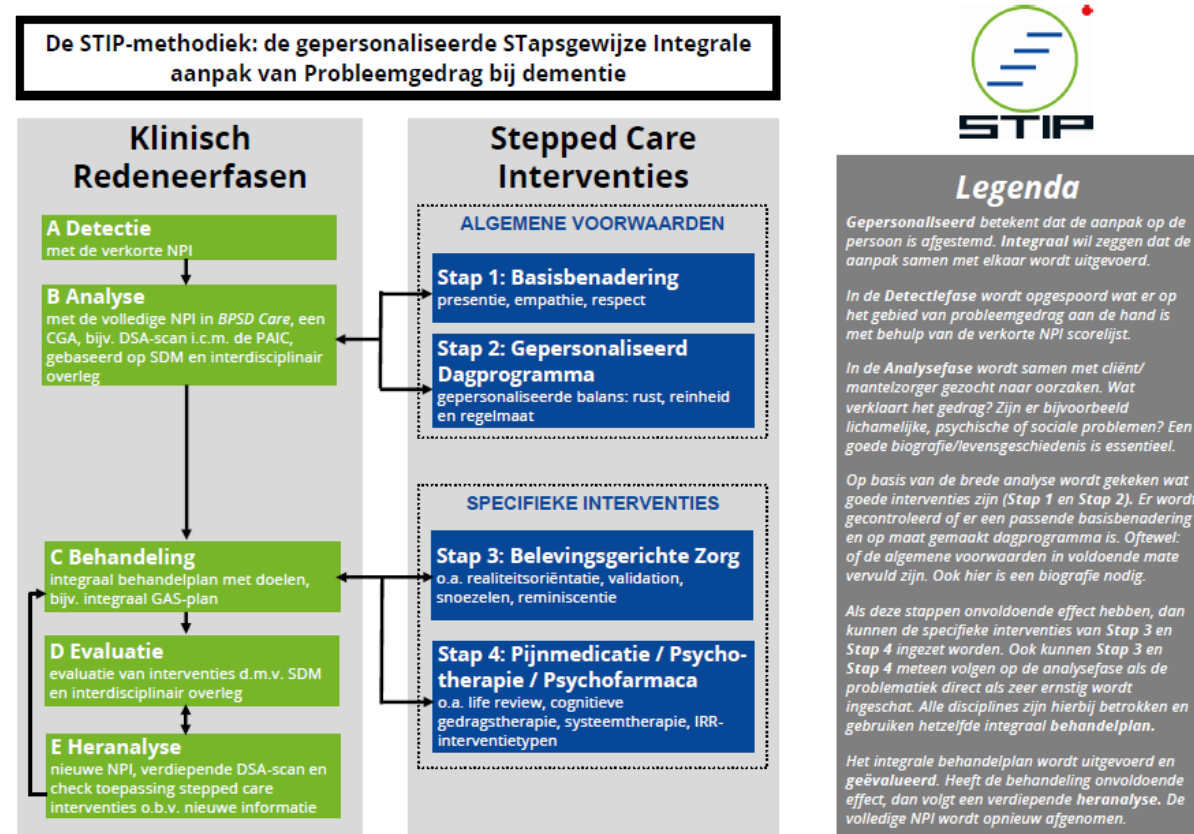 De STIP-methodiek: de gepersonaliseerde STapsgewijze Integrale
aanpak van Probleemgedrag bij dementie
Klinisch
Redeneerfasen
A Detectie
met de verkorte NPI
B Analyse
met de volledige NPI in BPSD Care, een
CGA, bijv. DSA-scan i.c.m. de PAIC,
gebaseerd op SDM en interdisciplinair
overleg
C Behandeling
integraal behandelplan met doelen,
bijv. integraal GAS-plan
D Evaluatie
evaluatie van interventies d.m.v. SDM
en interdisciplinair overleg
E Heranalyse
nieuwe NPI, verdiepende DSA-scan en
check toepassing stepped care
interventies o.b.v. nieuwe informatie
Stepped Care
Interventies
ALGEMENE VOORWAARDEN
Stap 1: Basisbenadering
presentie, empathie, respect
Stap 2: Gepersonaliseerd
Dagprogramma
gepersonaliseerde balans: rust, reinheid
en regelmaat
SPECIFIEKE INTERVENTIES
Stap 3: Belevingsgerichte Zorg
o.a. realiteitsoriëntatie, validation,
snoezelen, reminiscentie
Stap 4: Pijnmedicatie / Psycho-
therapie / Psychofarmaca
o.a. life review, cognitieve
gedragstherapie, systeemtherapie, IRR-
interventietypen
STIP
Legenda
Gepersonaliseerd betekent dat de aanpak op de
persoon is afgestemd. Integraal wil zeggen dat de
aanpak samen met elkaar wordt uitgevoerd.
In de Detectiefase wordt opgespoord wat er op
het gebied van probleemgedrag aan de hand is
met behulp van de verkorte NPI scorelijst.
In de Analysefase wordt samen met cliënt/
mantelzorger gezocht naar oorzaken. Wat
verklaart het gedrag? Zijn er bijvoorbeeld
lichamelijke, psychische of sociale problemen? Een
goede biografie/levensgeschiedenis is essentieel.
Op basis van de brede analyse wordt gekeken wat
goede interventies zijn (Stap 1 en Stap 2). Er wordt
gecontroleerd of er een passende basisbenadering
en op maat gemaakt dagprogramma is. Oftewel:
of de algemene voorwaarden in voldoende mate
vervuld zijn. Ook hier is een biografie nodig.
Als deze stappen onvoldoende effect hebben, dan
kunnen de specifieke interventies van Stap 3 en
Stap 4 ingezet worden. Ook kunnen Stap 3 en
Stap 4 meteen volgen op de analysefase als de
problematiek direct als zeer ernstig wordt
ingeschat. Alle disciplines zijn hierbij betrokken en
gebruiken hetzelfde integraal behandelplan.
Het integrale behandelplan wordt uitgevoerd en
geëvalueerd. Heeft de behandeling onvoldoende
effect, dan volgt een verdiepende heranalyse. De
volledige NPI wordt opnieuw afgenomen.